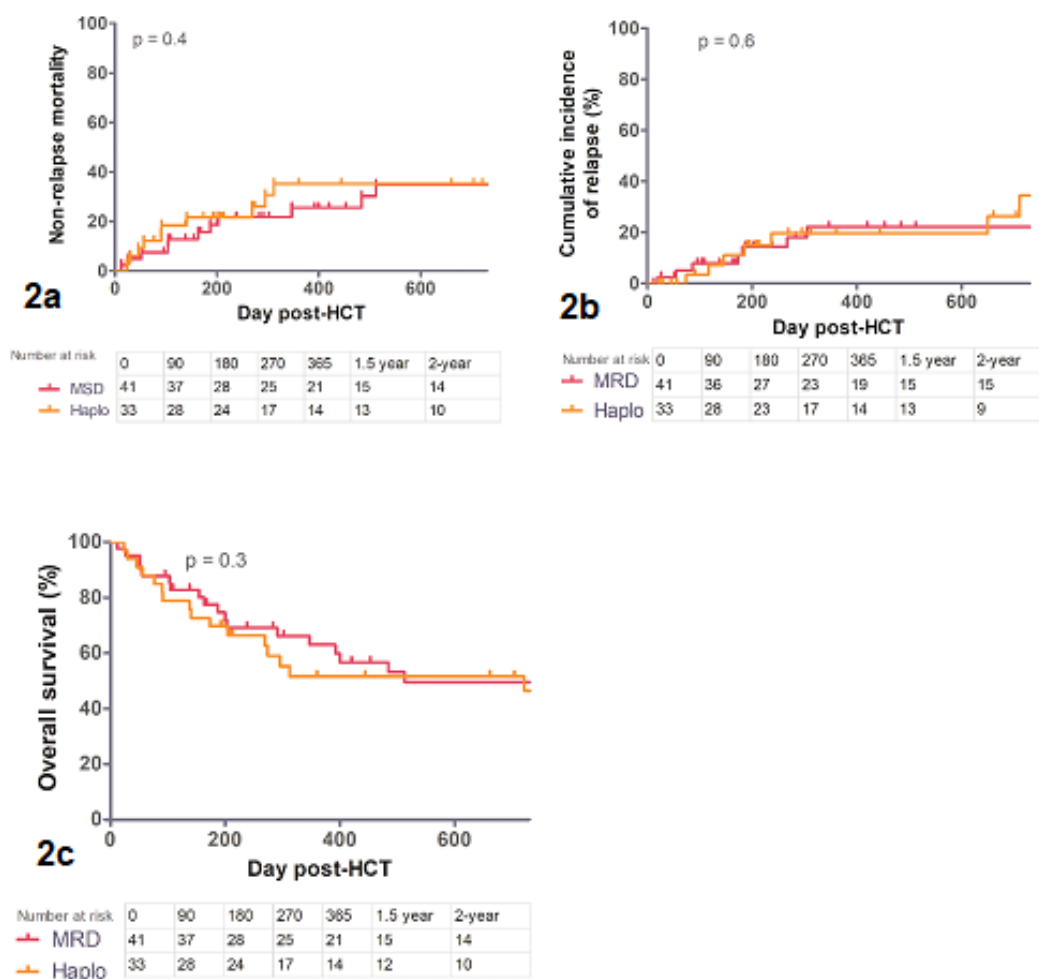 100
80
60
40
20
0
Non-relapse mortality
p = 0.4
0 200 400 600
Day post-HCT
2a
Number at risk 0 90 180 270 365 1.5 year 2-year
MSD 41 37 28 25 21 15 14
Haplo 33 28 24 17 14 13 10
100
80
60
40
20
0
Cumulative incidence
of relapse (%)
p = 0.6
0 200 400 600
Day post-HCT
2b
Number at risk 0 90 180 270 365 1.5 year 2-year
MRD 41 36 27 23 19 15 15
Haplo 33 28 23 17 14 13 9
100
80
60
40
20
0
Overall survival (%)
p = 0.3
0 200 400 600
Day post-HCT
2c
Number at risk 0 90 180 270 365 1.5 year 2-year
MRD 41 37 28 25 21 15 14
Haplo 33 28 24 17 14 12 10